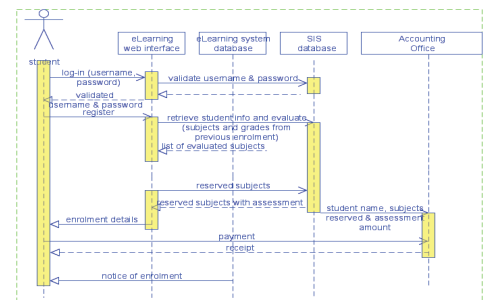 eLearning
web interface
eLearning system
database
SIS
database
Accounting
Office
student
log-in (username,
password)
validate username & password
validated
username & password
register
retrieve student info and evaluate
(subjects and grades from
previous enrolment)
list of evaluated subjects
reserved subjects
reserved subjects with assessment
student name, subjects
reserved & assessment
amount
enrolment details
payment
receipt
notice of enrolment